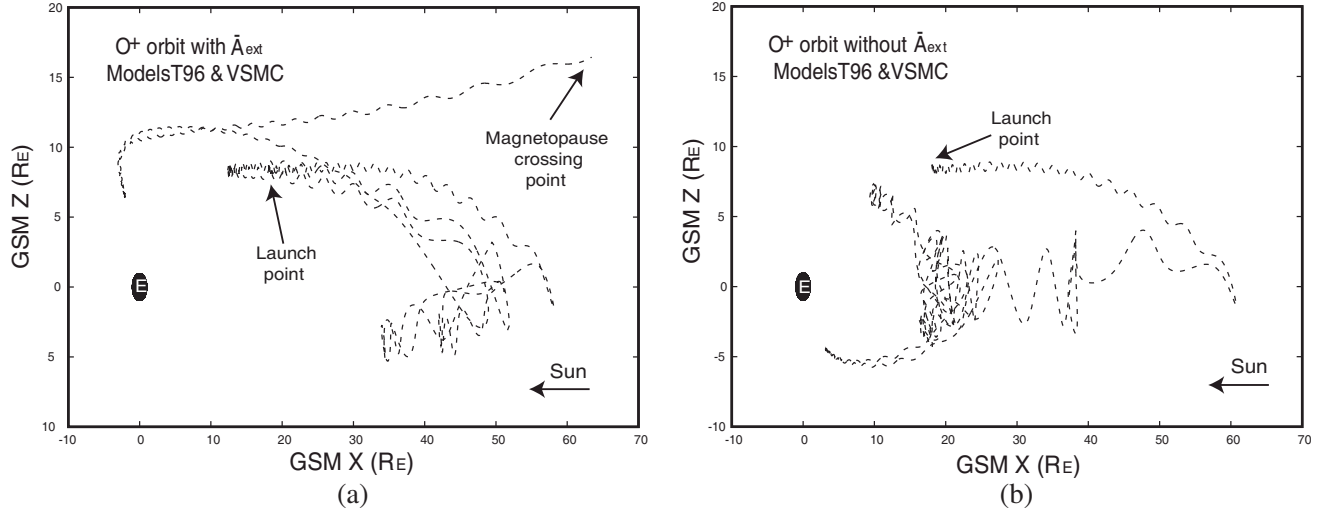 20
15
10
5
0
-5
10
GSM Z (RE)
O+ orbit with Āext
ModelsT96 & VSMC
Magnetopause
crossing
point
Launch
point
E
Sun
-10 0 10 20 30 40 50 60 70
GSM X (RE)
(a)
20
15
10
5
0
-5
-10
GSM Z (RE)
O+ orbit without Āext
ModelsT96 &VSMC
Launch
point
E
Sun
-10 0 10 20 30 40 50 60 70
GSM X (RE)
(b)